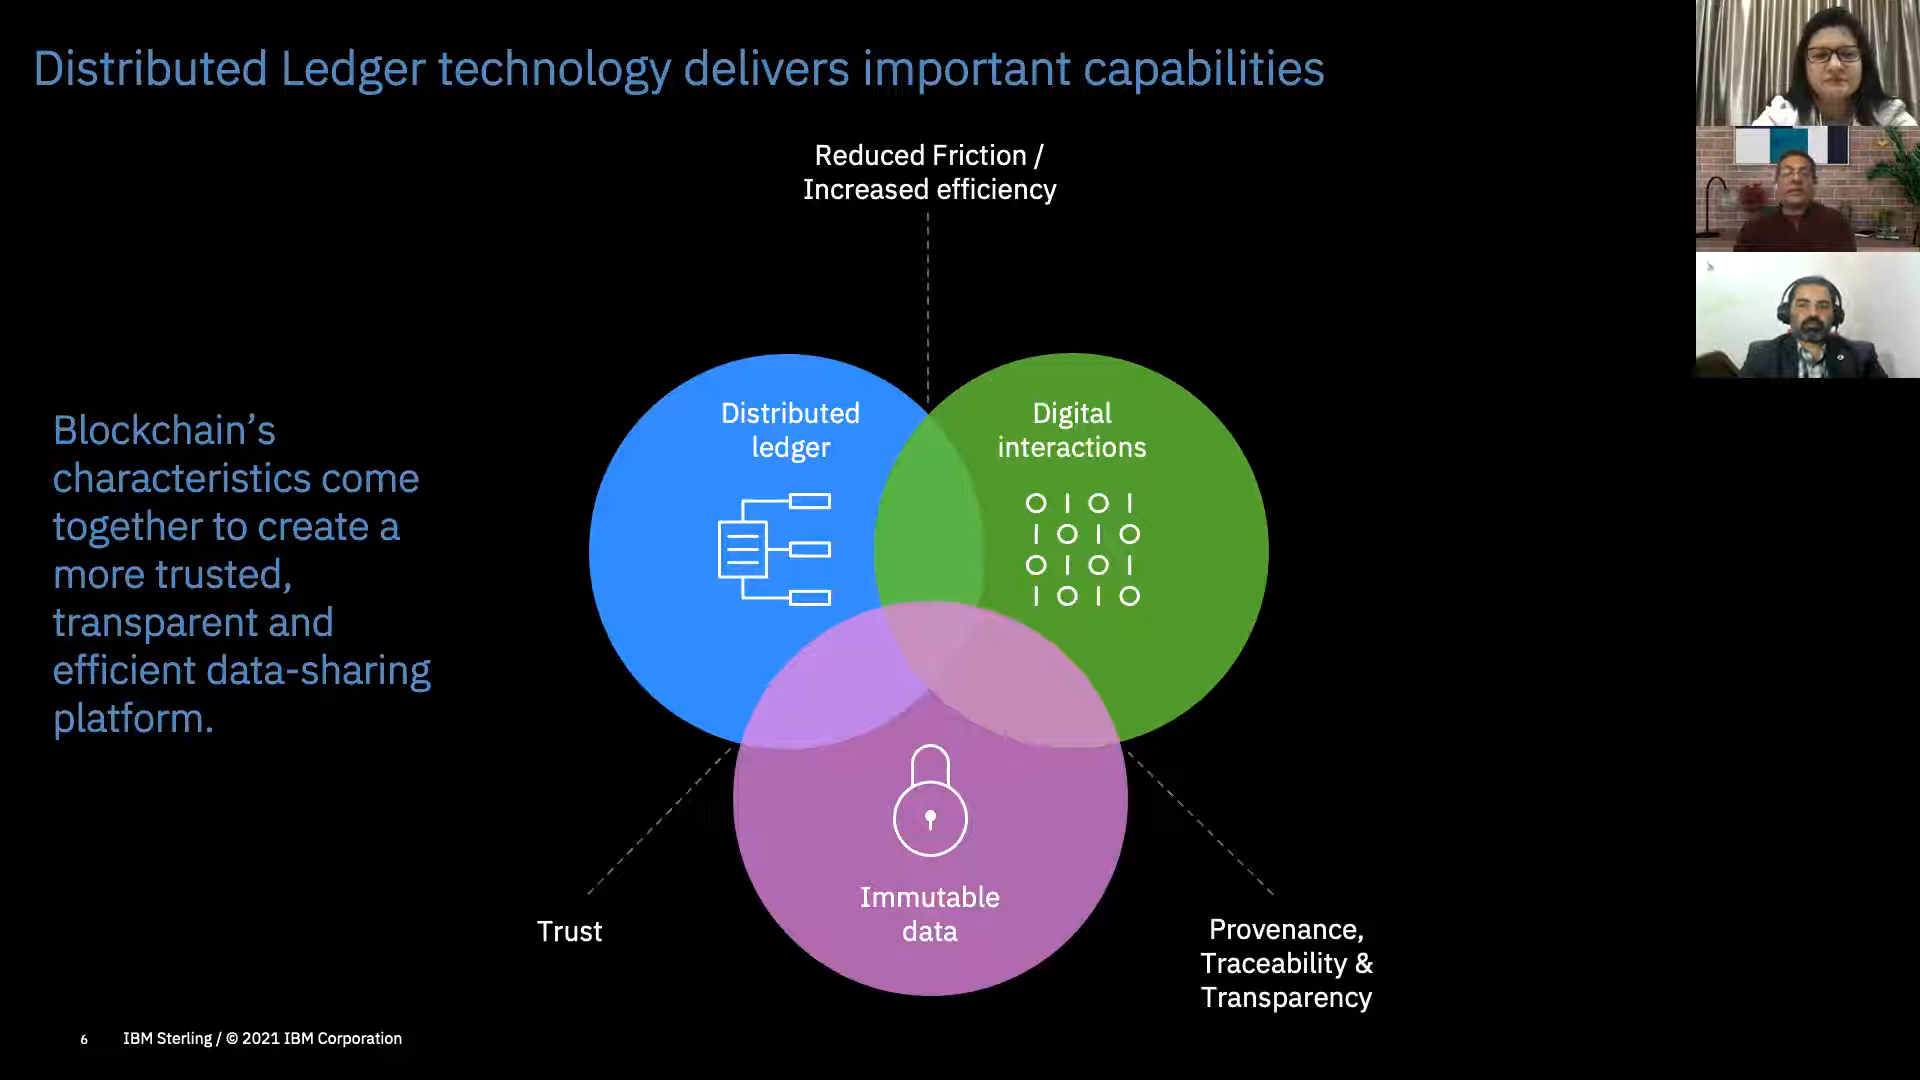 Distributed Ledger technology delivers important capabilities
Reduced Friction /
Increased efficiency
Blockchain’s
characteristics come
together to create a
more trusted,
transparent and
efficient data-sharing
platform.
Distributed
ledger
Digital
interactions
O I O I
I O I O
O I O I
I O I O
Immutable
data
Trust
Provenance,
Traceability &
Transparency
6 IBM Sterling / © 2021 IBM Corporation